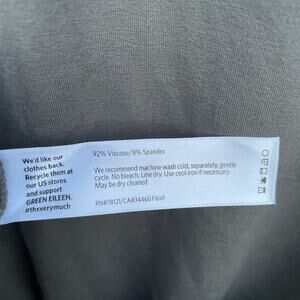 We'd like our
clothes back.
Recycle them at
our US stores
and support
GREEN EILEEN.
#thxverymuch
92% Viscose/8% Spandex
We recommend machine wash cold, separately, gentle
cycle. No bleach. Line dry. Use cool iron if necessary.
May be dry cleaned
RN#78121/CA#34460 F16VF